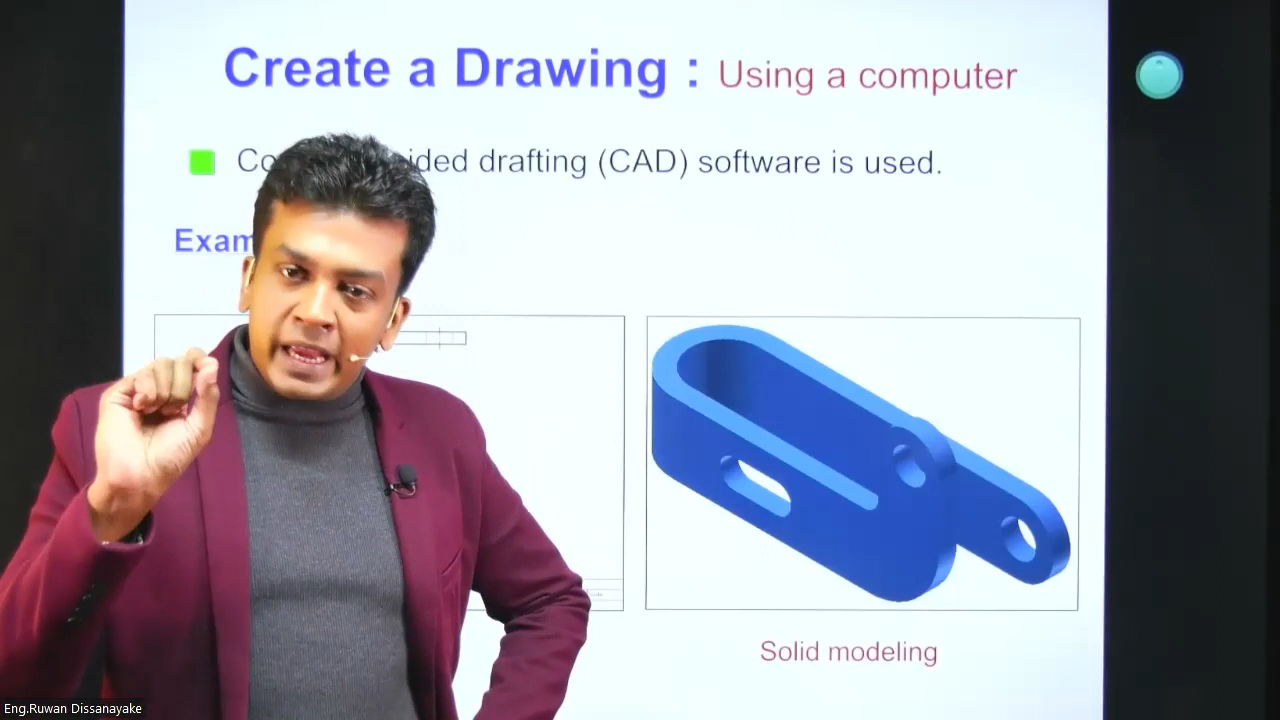 Create a Drawing : Using a computer
Co ided drafting (CAD) software is used.
Exam
Solid modeling
Eng.Ruwan Dissanayake